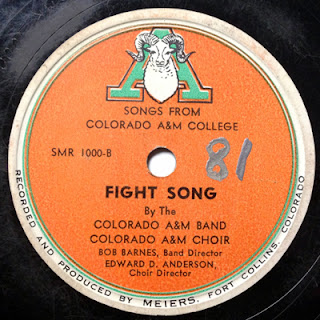 A
SONGS FROM
COLORADO A&M COLLEGE
SMR 1000-B
81
FIGHT SONG
By The
COLORADO A&M BAND
COLORADO A&M CHOIR
BOB BARNES, Band Director
EDWARD D. ANDERSON,
Choir Director
RECORDED AND PRODUCED BY MEIERS, FORT COLLINS, COLORADO